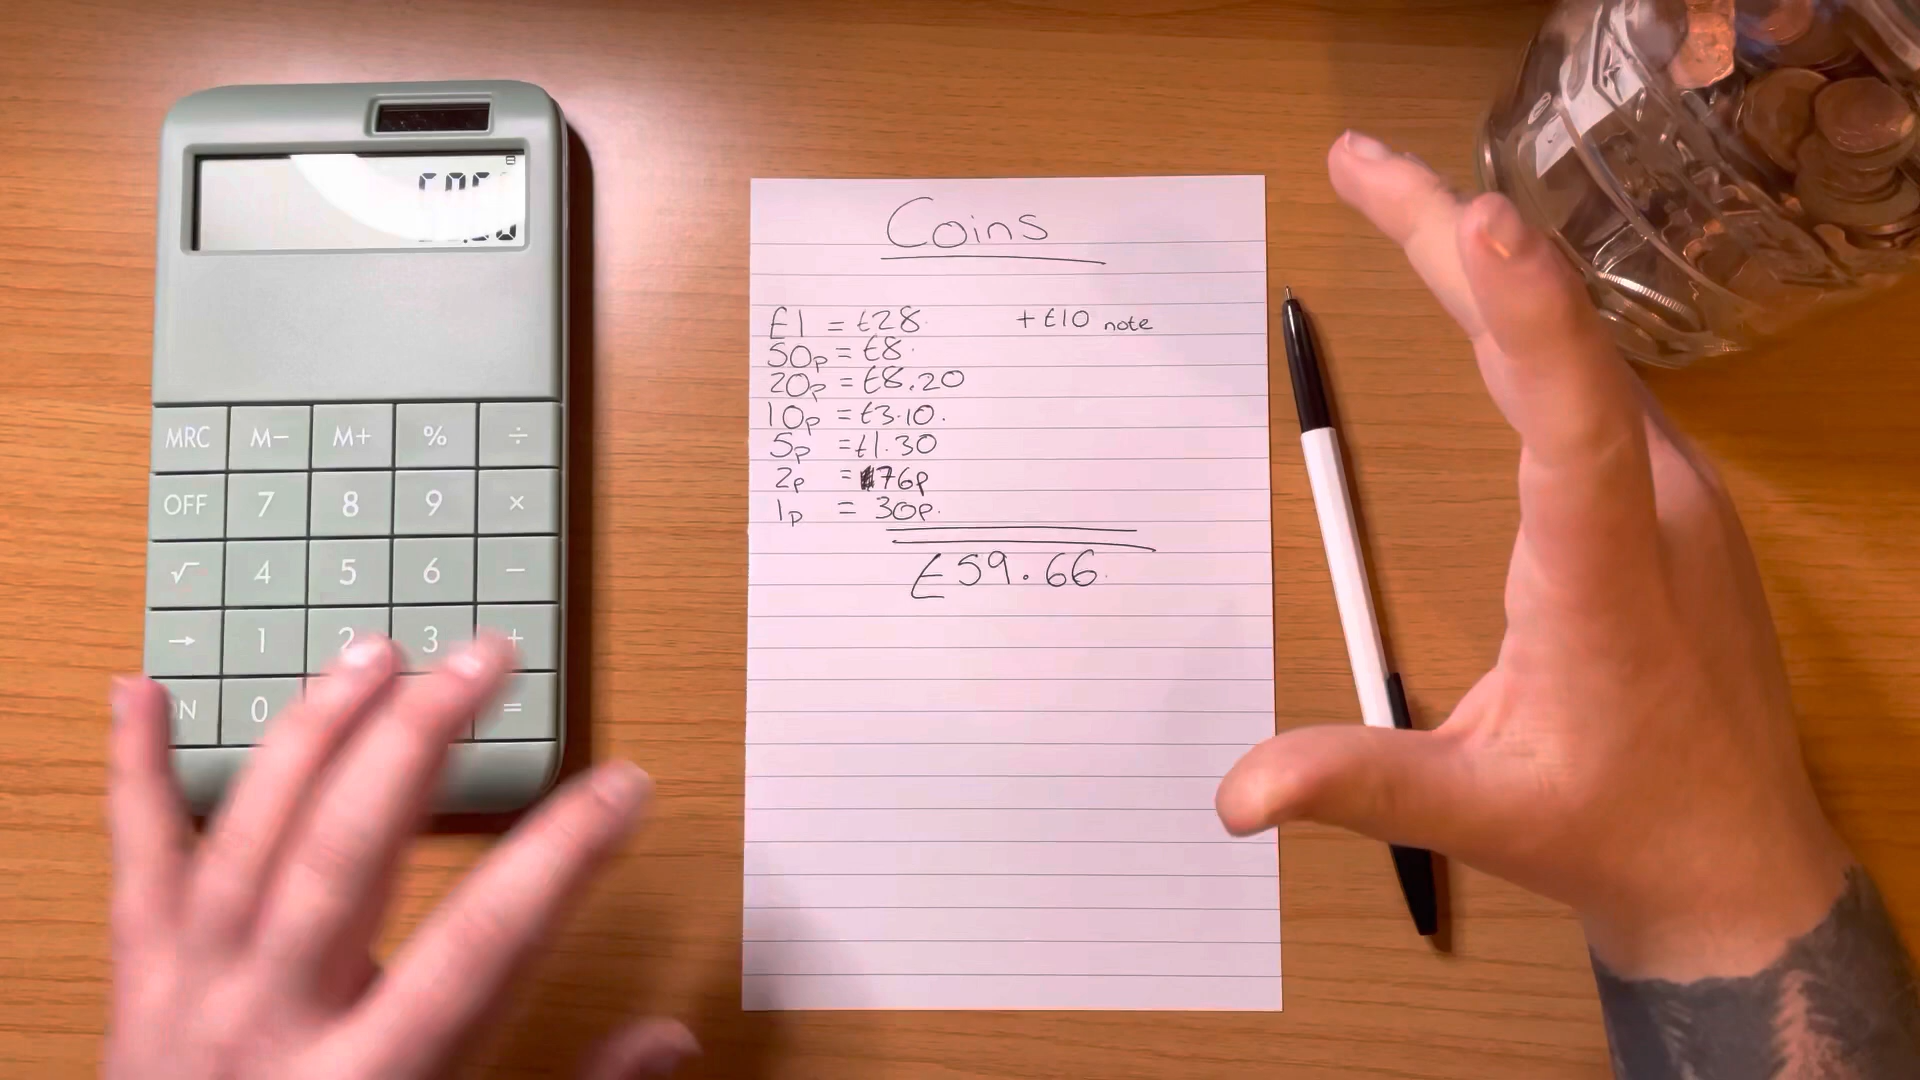 Coins
£1 = £28 + £10 note
50p = £8.
20p = £8.20
10p = £3.10.
5p = £1.30
2p = 76p
1p = 30p.
£59.66.
MRC M− M+ % ÷
OFF 7 8 9 ×
√ 4 5 6 −
→ 1 2 3 +
0 =